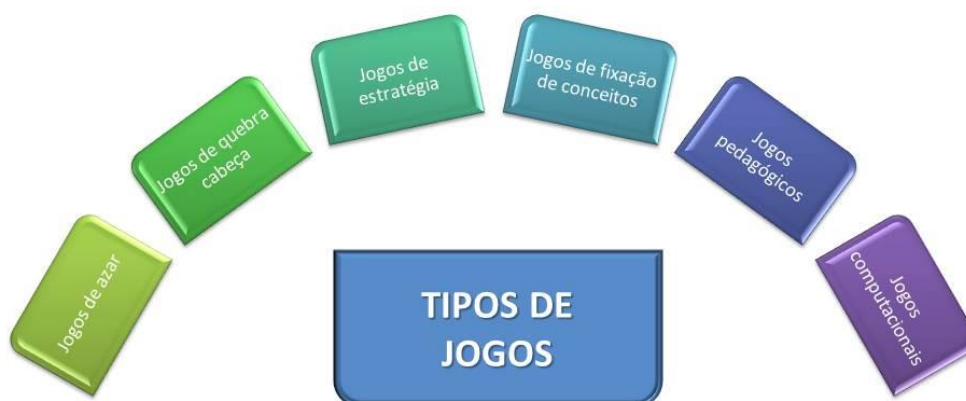 Jogos de azar
Jogos de quebra
cabeça
Jogos de
estratégia
Jogos de fixação
de conceitos
Jogos
pedagógicos
Jogos
computacionais
TIPOS DE
JOGOS